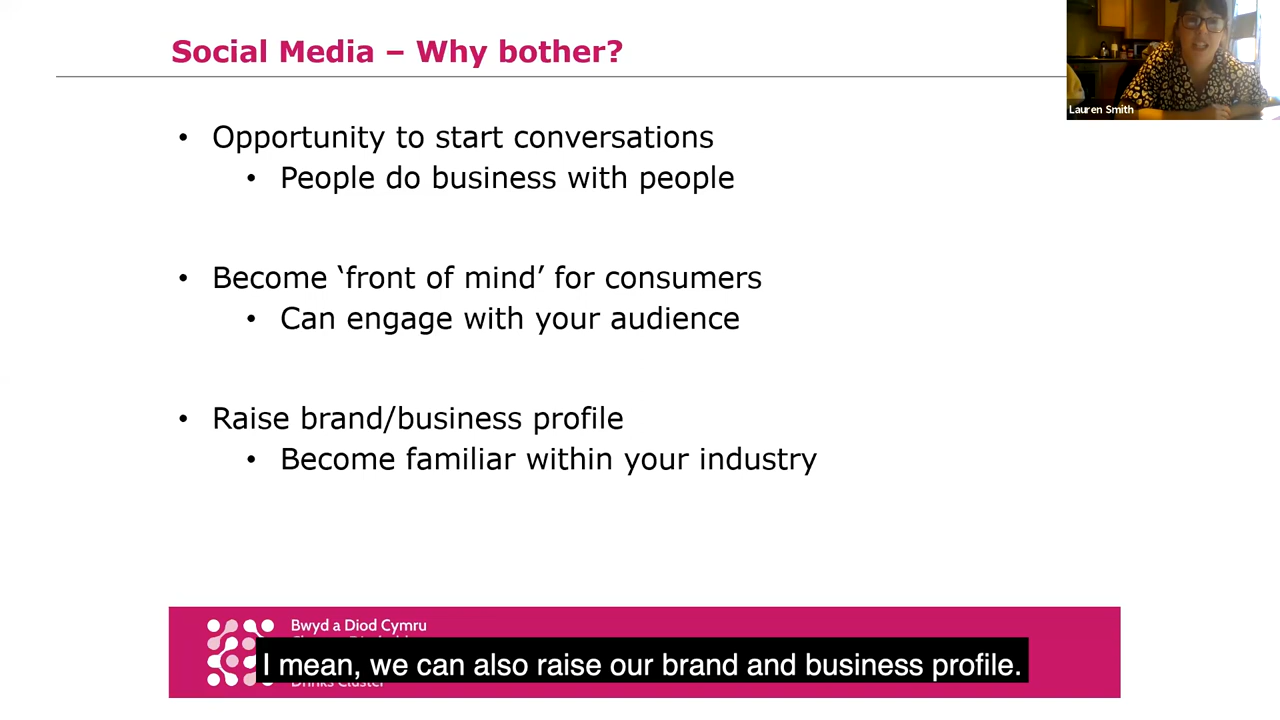 Social Media – Why bother?
Lauren Smith
• Opportunity to start conversations
• People do business with people
• Become ‘front of mind’ for consumers
• Can engage with your audience
• Raise brand/business profile
• Become familiar within your industry
Bwyd a Diod Cymru
I mean, we can also raise our brand and business profile.
Drinks Cluster